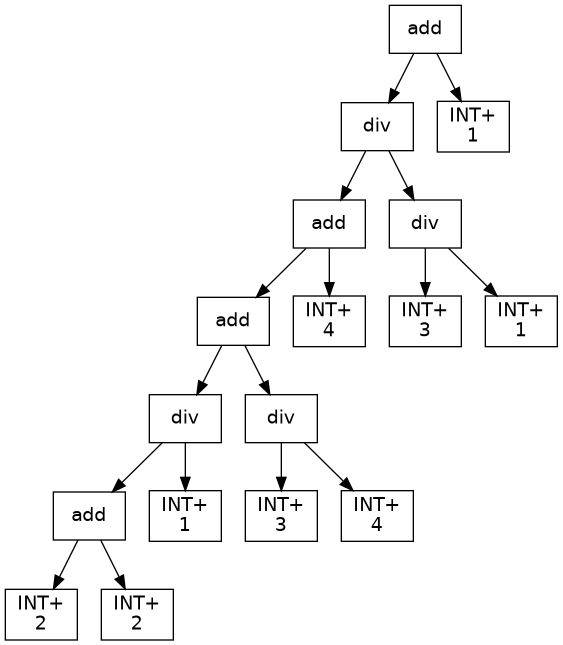 add
div
INT+
1
add
div
add
INT+
4
INT+
3
INT+
1
div
div
add
INT+
1
INT+
3
INT+
4
INT+
2
INT+
2